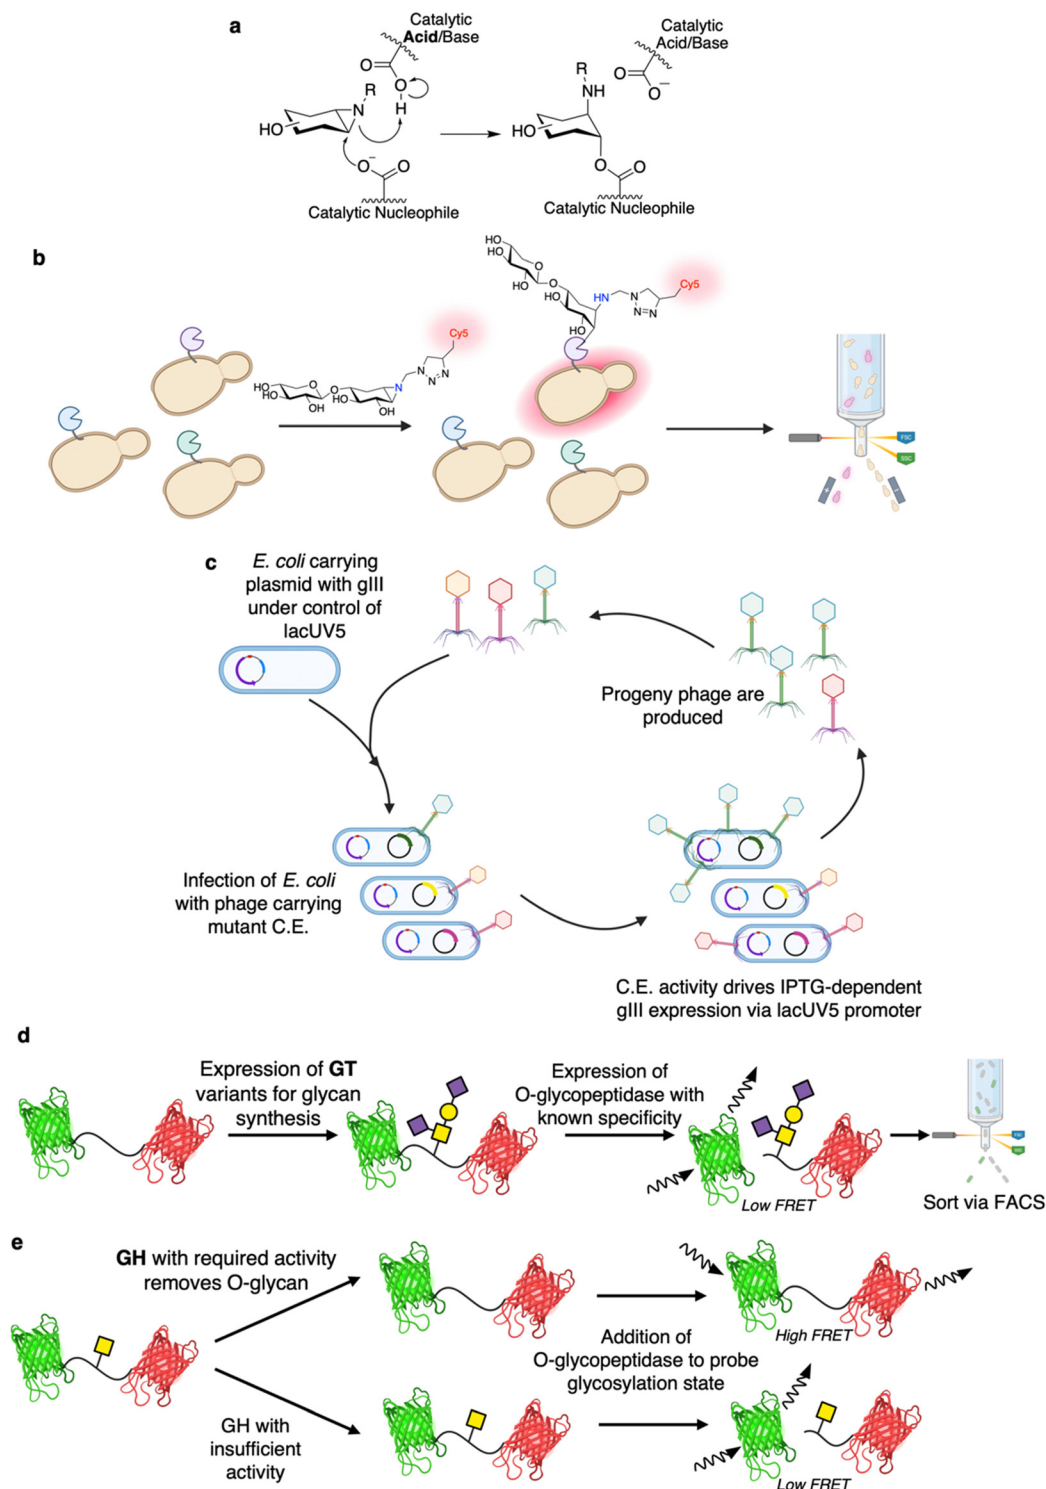 a
Catalytic
Acid/Base
O
O
H
R
N
HO
O
-
O
Catalytic Nucleophile
Catalytic
Acid/Base
O
O
-
R
NH
HO
O
O
Catalytic Nucleophile
b
HO
HO
HO
O
OH
O
HO
OH
N
N
N=N
Cy5
HO
HO
HO
O
OH
O
HO
HO
HN
N
N=N
Cy5
FSC
SSC
c
E. coli carrying
plasmid with gIII
under control of
lacUV5
Progeny phage are
produced
Infection of E. coli
with phage carrying
mutant C.E.
C.E. activity drives IPTG-dependent
gIII expression via lacUV5 promoter
d
Expression of GT
variants for glycan
synthesis
Expression of
O-glycopeptidase with
known specificity
Low FRET
FSC
SSC
Sort via FACS
e
GH with required activity
removes O-glycan
High FRET
Addition of
O-glycopeptidase to probe
glycosylation state
GH with
insufficient
activity
Low FRET